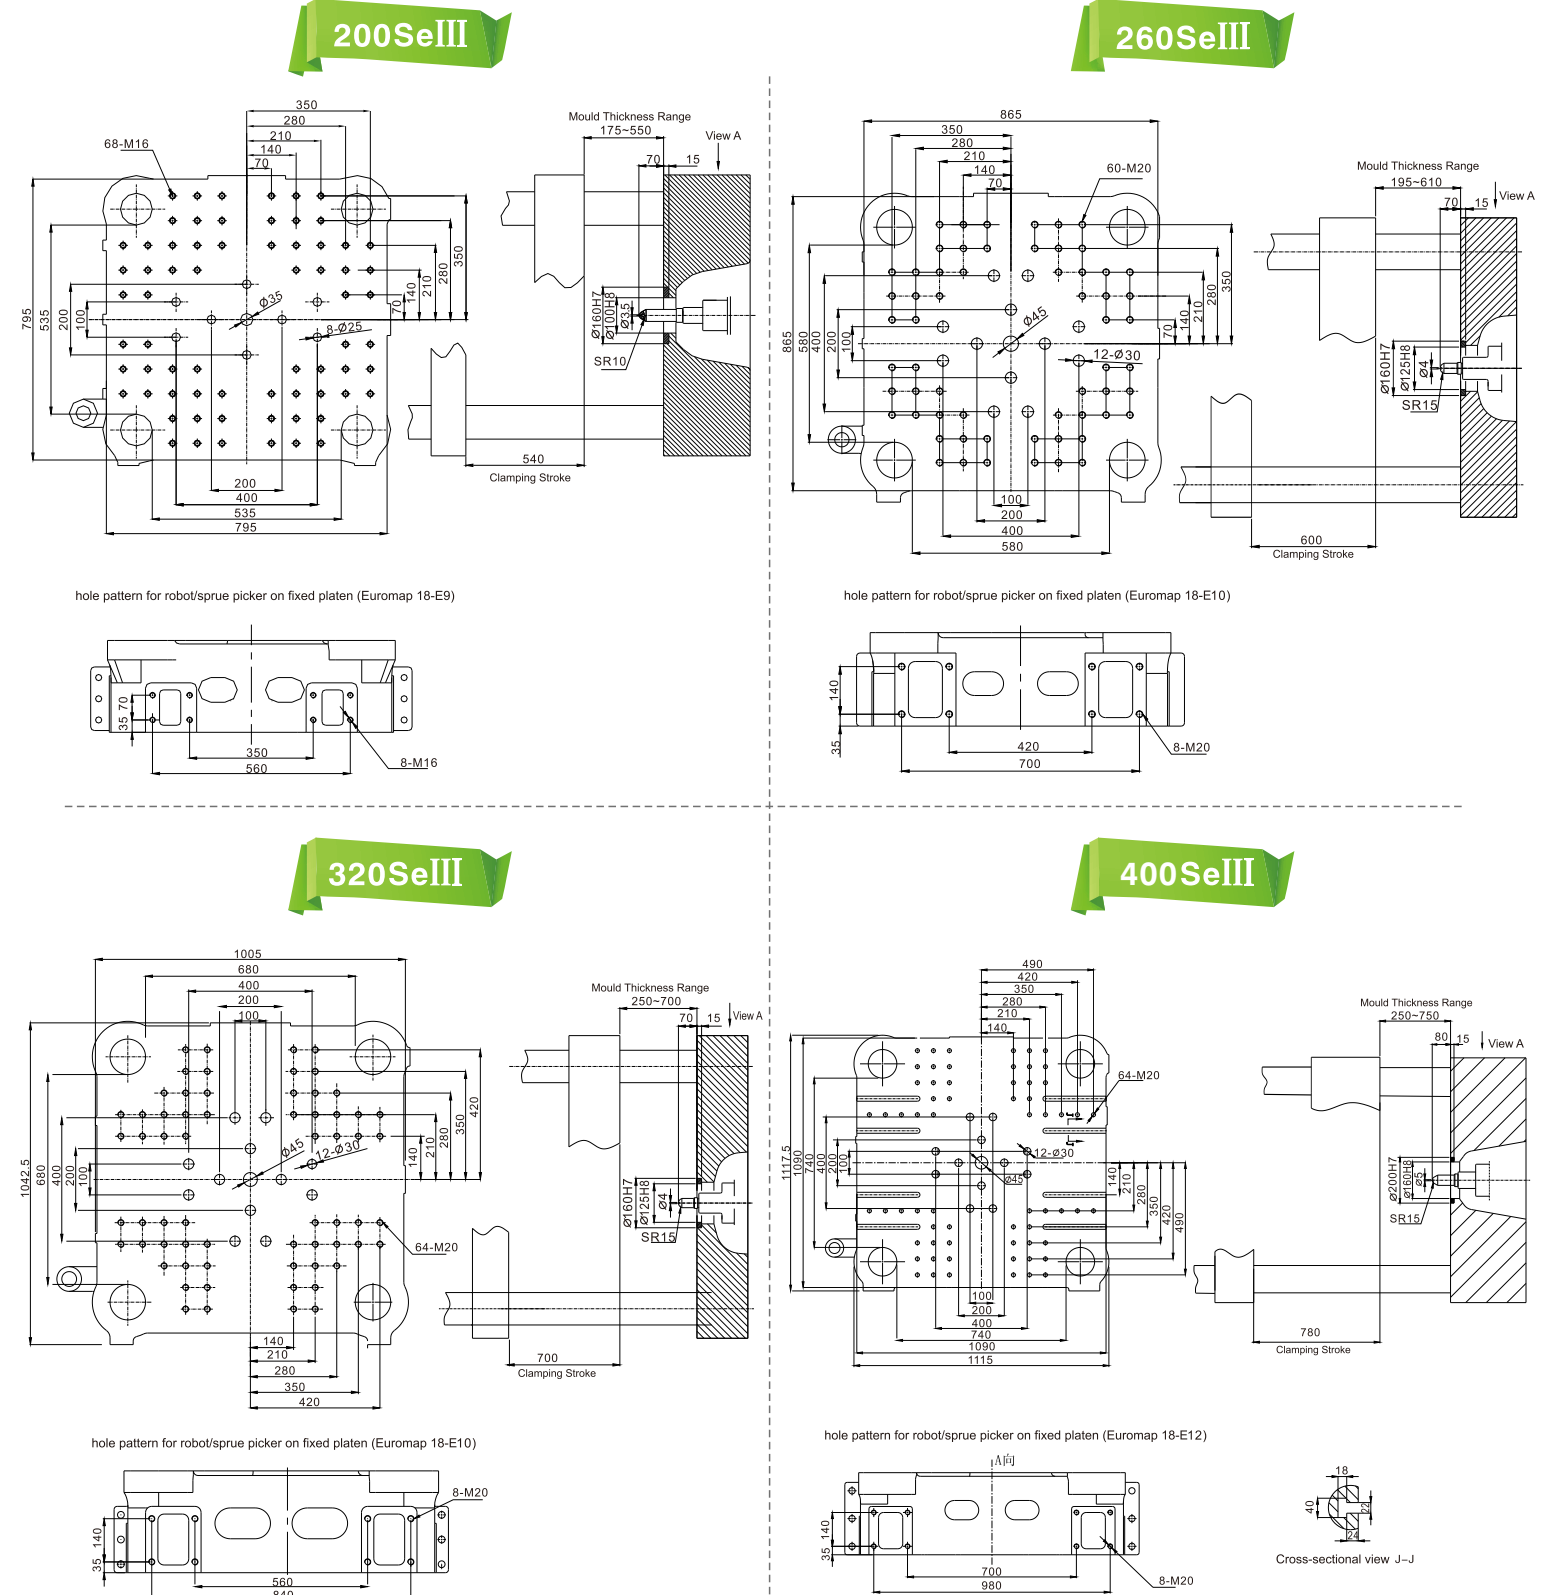 200SeIII
350
280
210
140
70
68-M16
795
535
200
100
Ø35
8-Ø25
70
140
210
280
350
200
400
535
795
Mould Thickness Range
175~550
View A
70
15
Ø160H7
Ø100H8
Ø3.5
SR10
540
Clamping Stroke
hole pattern for robot/sprue picker on fixed platen (Euromap 18-E9)
35
70
350
560
8-M16
260SeIII
865
350
280
210
140
70
60-M20
865
580
400
200
100
Ø45
12-Ø30
70
140
210
280
350
100
200
400
580
Mould Thickness Range
195~610
View A
70
15
Ø160H7
Ø125H8
Ø4
SR15
600
Clamping Stroke
hole pattern for robot/sprue picker on fixed platen (Euromap 18-E10)
140
35
420
700
8-M20
320SeIII
1005
680
400
200
100
1042.5
680
400
200
100
Ø45
12-Ø30
140
210
280
350
420
64-M20
140
210
280
350
420
Mould Thickness Range
250~700
View A
70
15
Ø160H7
Ø125H8
Ø4
SR15
700
Clamping Stroke
hole pattern for robot/sprue picker on fixed platen (Euromap 18-E10)
8-M20
140
35
560
840
400SeIII
490
420
350
280
210
140
64-M20
J
J
1117.5
1090
740
400
200
100
12-Ø30
Ø45
140
210
280
350
420
490
100
200
400
740
1090
1115
Mould Thickness Range
250~750
View A
80
15
Ø200H7
Ø160H8
Ø5
SR15
780
Clamping Stroke
hole pattern for robot/sprue picker on fixed platen (Euromap 18-E12)
A向
140
35
700
980
8-M20
18
40
22
24
Cross-sectional view J-J